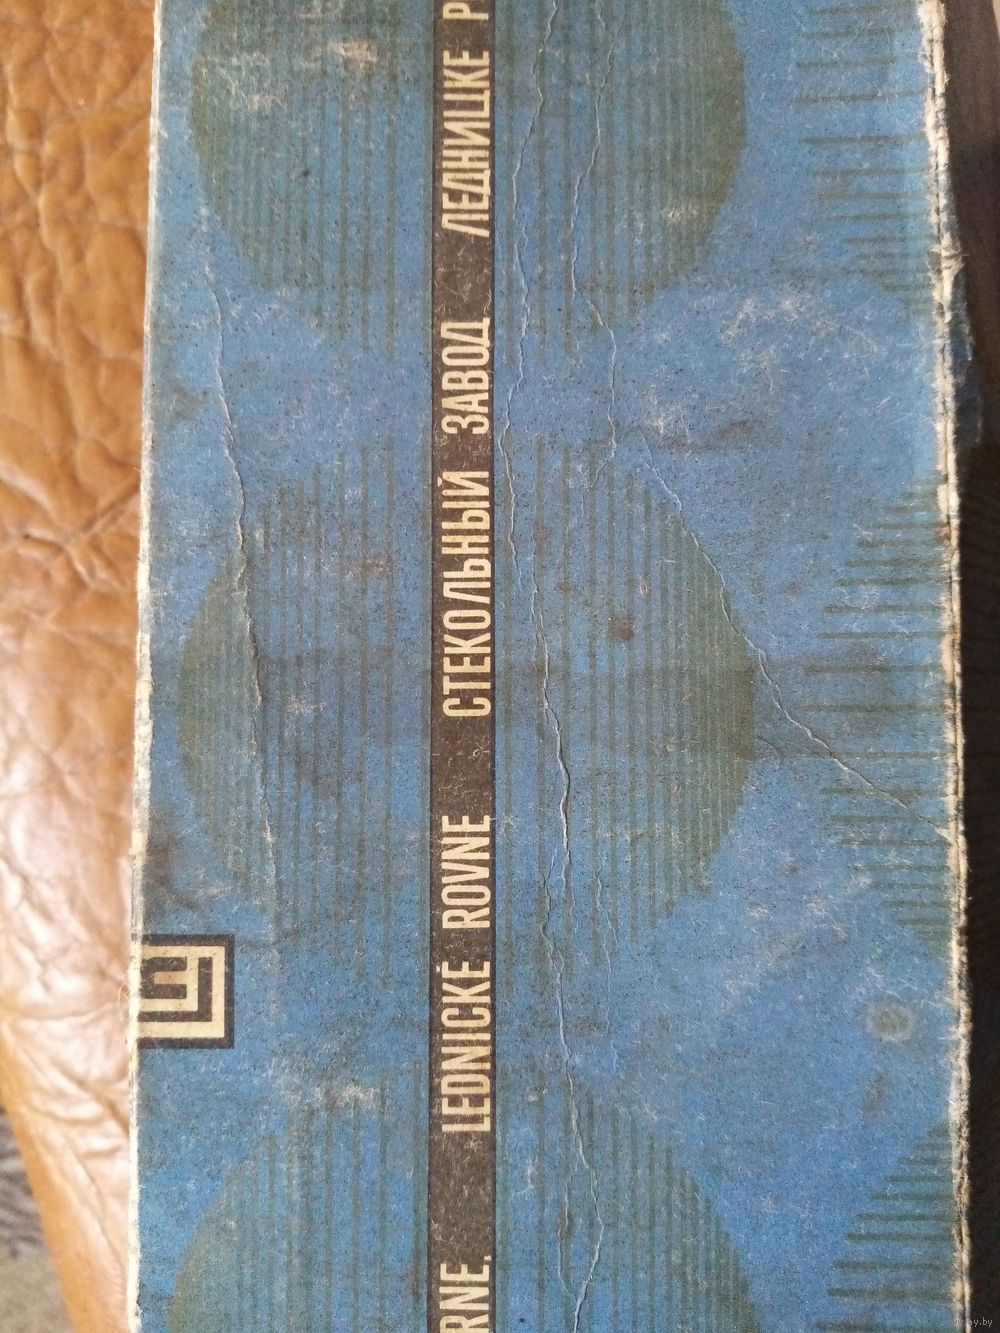 RNE. LEDNICKÉ ROVNE СТЕКОЛЬНЫЙ ЗАВОД ЛЕДНИЦКЕ Р